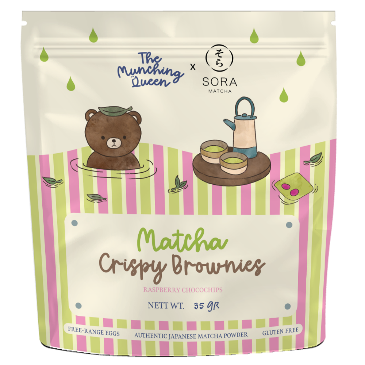 The
Munching
Queen
x
そら
SORA
MATCHA
Matcha
Crispy Brownies
RASPBERRY CHOCOCHIPS
NETT WT. 35 GR
FREE-RANGE EGGS
AUTHENTIC JAPANESE MATCHA POWDER
GLUTEN FREE